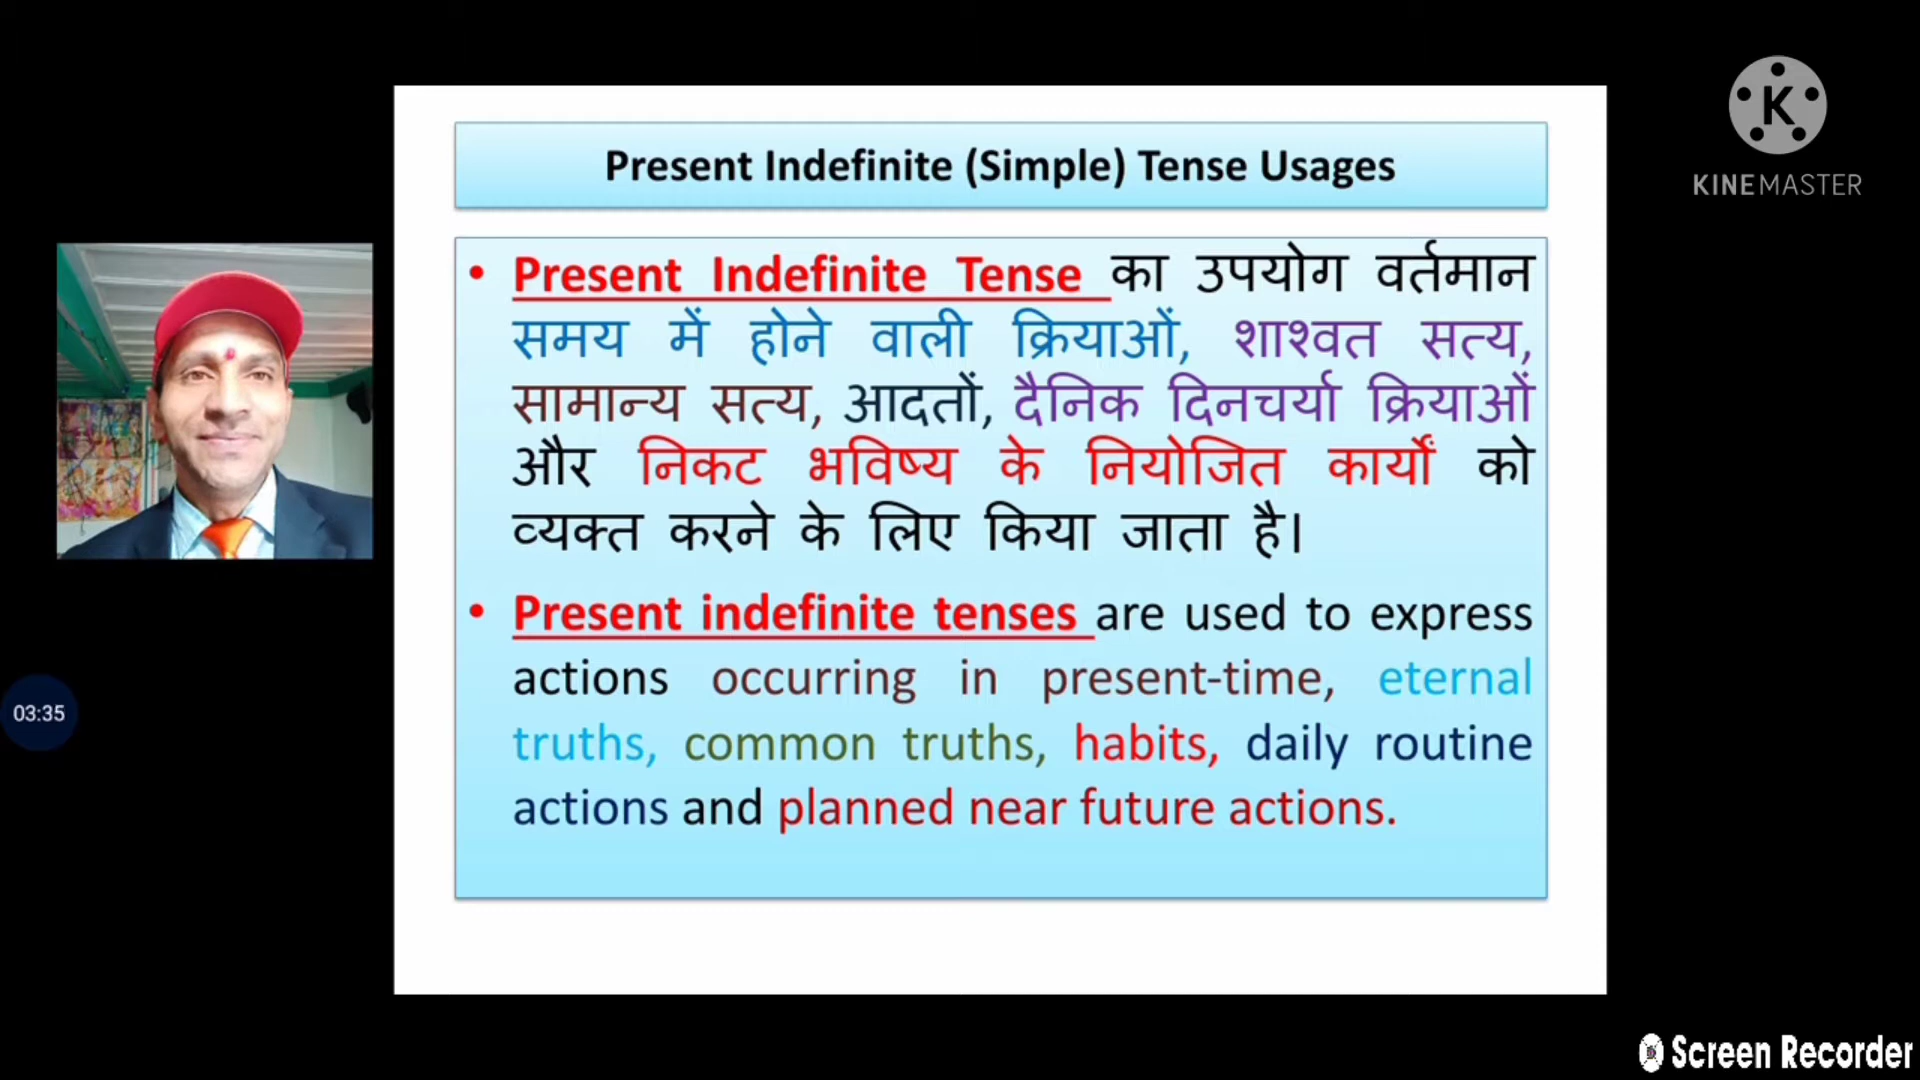 Present Indefinite (Simple) Tense Usages
• Present Indefinite Tense का उपयोग वर्तमान
समय में होने वाली क्रियाओं, शाश्वत सत्य,
सामान्य सत्य, आदतों, दैनिक दिनचर्या क्रियाओं
और निकट भविष्य के नियोजित कार्यों को
व्यक्त करने के लिए किया जाता है।
• Present indefinite tenses are used to express
actions occurring in present-time, eternal
truths, common truths, habits, daily routine
actions and planned near future actions.
03:35
K
KINEMASTER
Screen Recorder